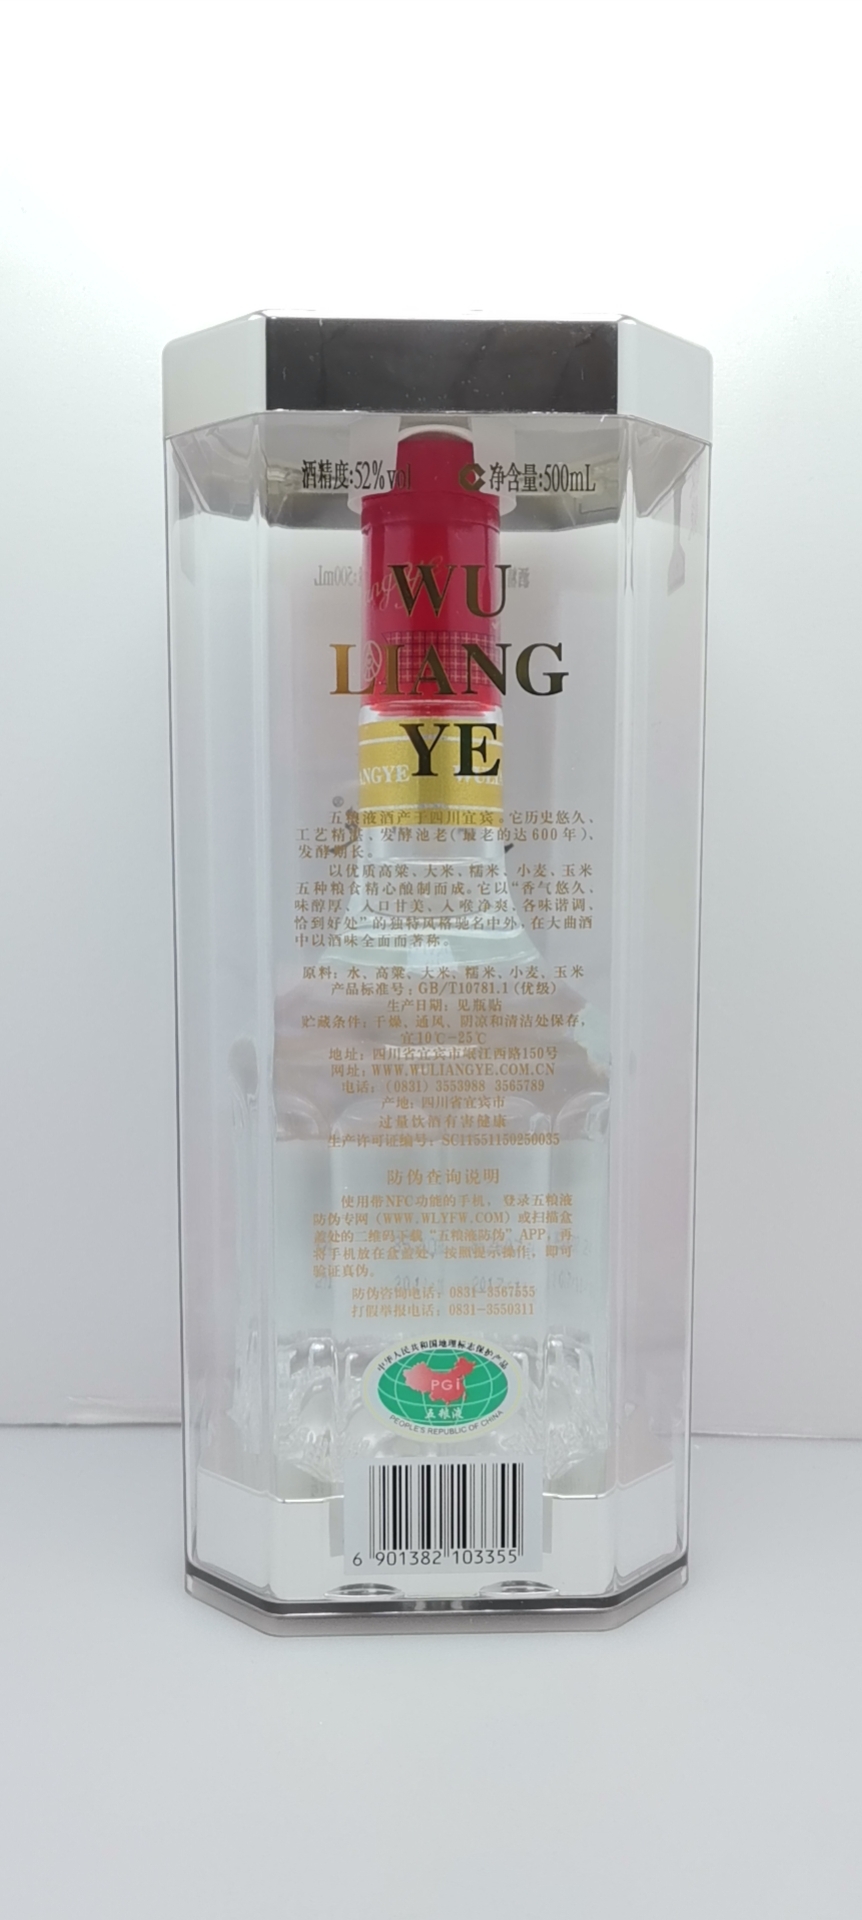 酒精度:52%vol
C 净含量:500mL
WU
LIANG
YE
ANGYE WULI
五粮液酒产于四川宜宾。它历史悠久、
工艺精湛、发酵池老("最老的达600年)、
发酵期长。
以优质高粱、大米、糯米、小麦、玉米
五种粮食精心酿制而成。它以"香气悠久、
味醇厚、入口甘美、入喉净爽、各味谐调、
恰到好处"的独特风格驰名中外，在大曲酒
中以酒味全面而著称。
原料：水、高粱、大米、糯米、小麦、玉米
产品标准号：GB/T10781.1(优级)
生产日期：见瓶贴
贮藏条件：干燥、通风、阴凉和清洁处保存，
宜10℃-25℃
地址：四川省宜宾市岷江西路150号
网址：WWW.WULIANGYE.COM.CN
电话：(0831) 3553988 3565789
产地：四川省宜宾市
过量饮酒有害健康
生产许可证编号：SC11551150250035
防伪查询说明
使用带NFC功能的手机，登录五粮液
防伪专网（WWW.WLYFW.COM）或扫描盒
盖处的二维码下载"五粮液防伪"APP，再
将手机放在盒盖处，按照提示操作，即可
验证真伪。
防伪咨询电话：0831-3567555
打假举报电话：0831-3550311
中华人民共和国地理标志保护产品
PGI
五粮液
PEOPLE'S REPUBLIC OF CHINA
6 901382 103355